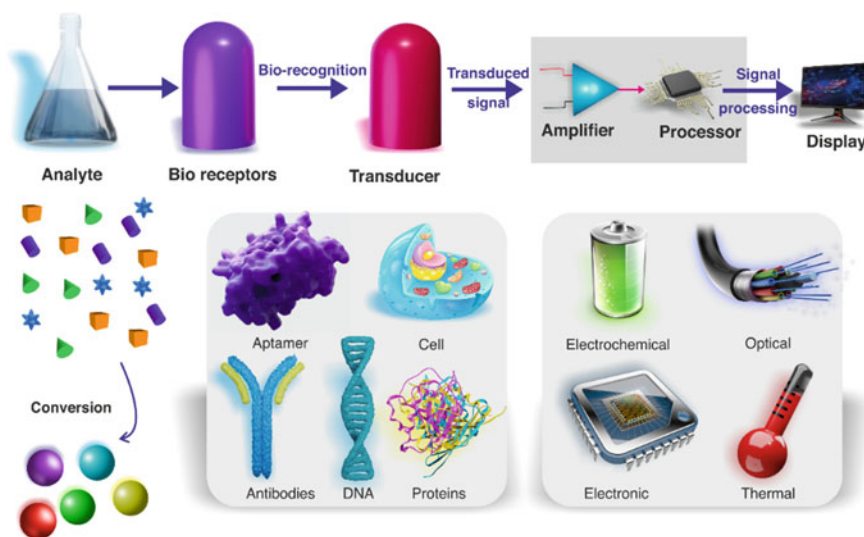 Bio-recognition
Transduced
signal
Signal
processing
Amplifier
Processor
Display
Analyte
Bio receptors
Transducer
Aptamer
Cell
Electrochemical
Optical
Conversion
Antibodies
DNA
Proteins
Electronic
Thermal